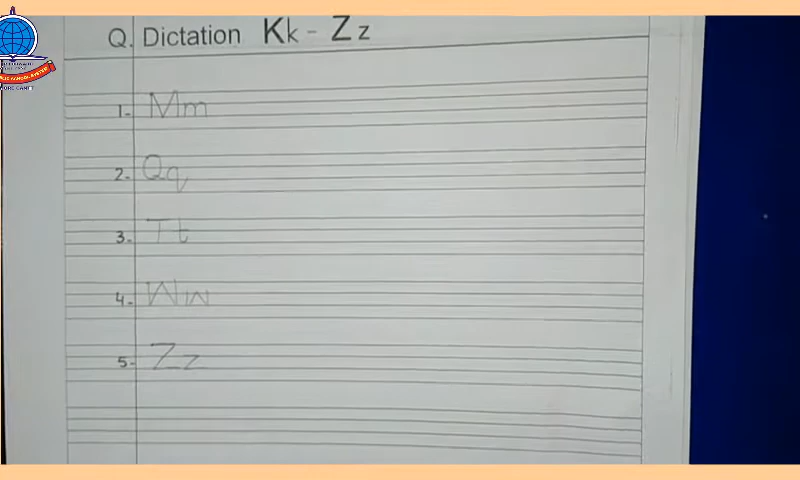 Q. Dictation Kk - Zz
1- Mm
2- Qq
3- Tt
4- Ww
5- Zz